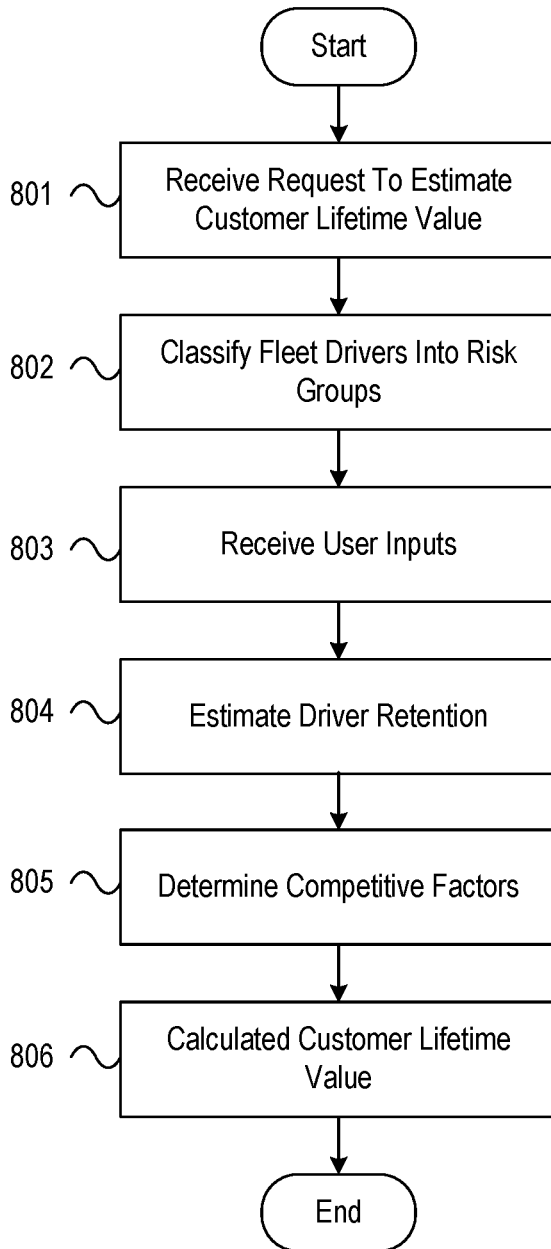 Start
801
Receive Request To Estimate
Customer Lifetime Value
802
Classify Fleet Drivers Into Risk
Groups
803
Receive User Inputs
804
Estimate Driver Retention
805
Determine Competitive Factors
806
Calculated Customer Lifetime
Value
End